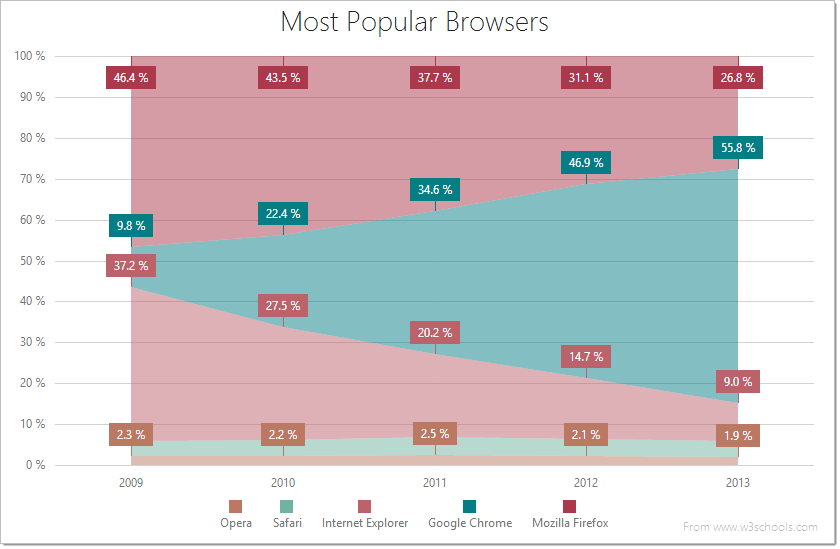 Most Popular Browsers
100 %
46.4 % 43.5 % 37.7 % 31.1 % 26.8 %
90 %
80 %
55.8 %
70 %
46.9 %
34.6 %
60 %
9.8 % 22.4 %
50 %
37.2 %
40 %
27.5 %
30 %
20.2 %
14.7 %
20 %
9.0 %
10 %
2.3 % 2.2 % 2.5 % 2.1 % 1.9 %
0 %
2009 2010 2011 2012 2013
Opera Safari Internet Explorer Google Chrome Mozilla Firefox
From www.w3schools.com